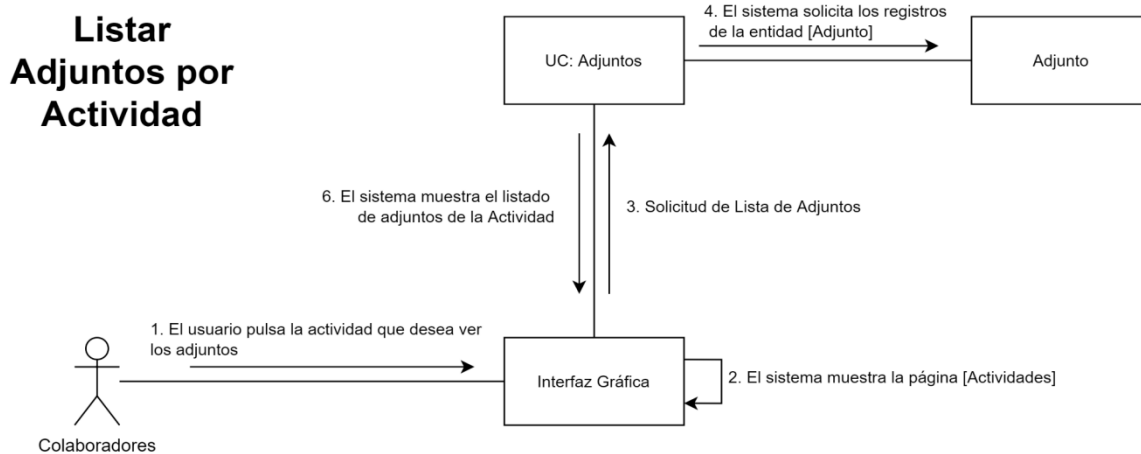 Listar
Adjuntos por
Actividad
4. El sistema solicita los registros
de la entidad [Adjunto]
UC: Adjuntos
Adjunto
6. El sistema muestra el listado
de adjuntos de la Actividad
3. Solicitud de Lista de Adjuntos
1. El usuario pulsa la actividad que desea ver
los adjuntos
Interfaz Gráfica
2. El sistema muestra la página [Actividades]
Colaboradores